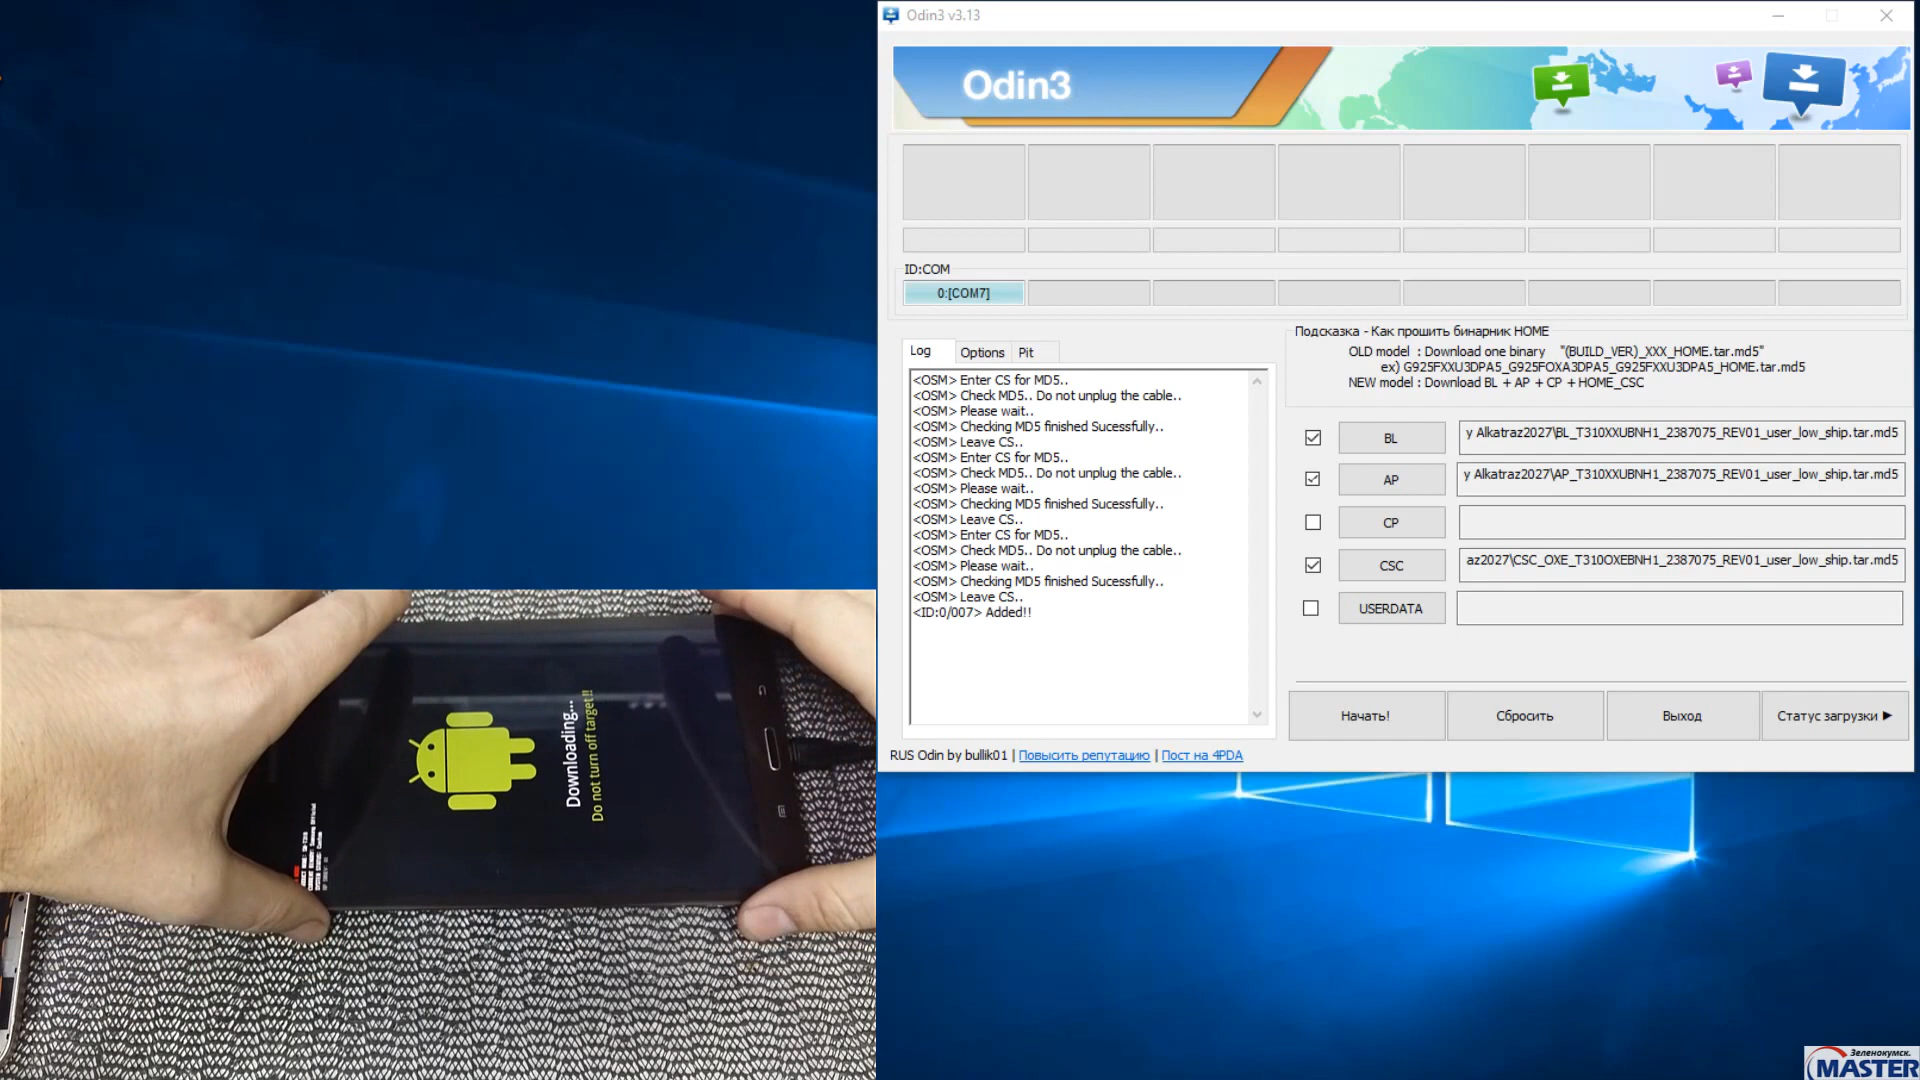 Odin3 v3.13
Odin3
ID:COM
0:[COM7]
Log
Options
Pit
<OSM> Enter CS for MD5..
<OSM> Check MD5.. Do not unplug the cable..
<OSM> Please wait..
<OSM> Checking MD5 finished Sucessfully..
<OSM> Leave CS..
<OSM> Enter CS for MD5..
<OSM> Check MD5.. Do not unplug the cable..
<OSM> Please wait..
<OSM> Checking MD5 finished Sucessfully..
<OSM> Leave CS..
<OSM> Enter CS for MD5..
<OSM> Check MD5.. Do not unplug the cable..
<OSM> Please wait..
<OSM> Checking MD5 finished Sucessfully..
<OSM> Leave CS..
<ID:0/007> Added!!
Подсказка - Как прошить бинарник HOME
OLD model : Download one binary "(BUILD_VER)_XXX_HOME.tar.md5"
ex) G925FXXU3DPA5_G925FOXA3DPA5_G925FXXU3DPA5_HOME.tar.md5
NEW model : Download BL + AP + CP + HOME_CSC
BL
y Alkatraz2027\BL_T310XXUBNH1_2387075_REV01_user_low_ship.tar.md5
AP
y Alkatraz2027\AP_T310XXUBNH1_2387075_REV01_user_low_ship.tar.md5
CP
CSC
az2027\CSC_OXE_T310OXEBNH1_2387075_REV01_user_low_ship.tar.md5
USERDATA
Начать!
Сбросить
Выход
Статус загрузки ►
RUS Odin by bullik01 | Повысить репутацию | Пост на 4PDA
Downloading...
Do not turn off target!!
Зеленокумск.
MASTER